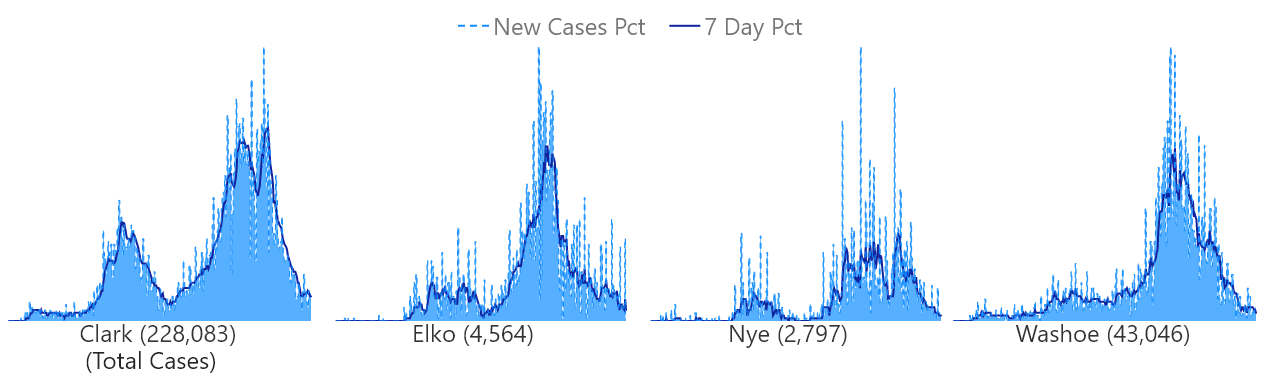 New Cases Pct 7 Day Pct
Clark (228,083) Elko (4,564) Nye (2,797) Washoe (43,046)
(Total Cases)